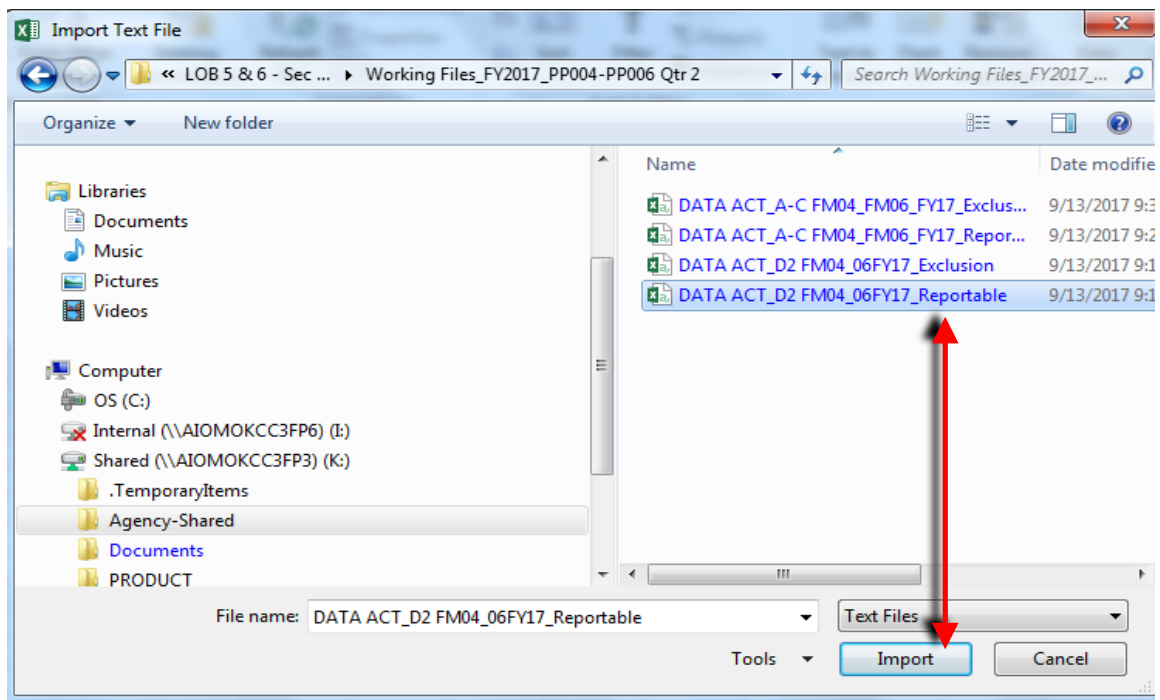 Import Text File
« LOB 5 & 6 - Sec ... Working Files_FY2017_PP004-PP006 Qtr 2 Search Working Files_FY2017_...
Organize New folder
Name Date modifie
Libraries
Documents
Music
Pictures
Videos
Computer
OS (C:)
Internal (\\AIOMOKCC3FP6) (I:)
Shared (\\AIOMOKCC3FP3) (K:)
.TemporaryItems
Agency-Shared
Documents
PRODUCT
DATA ACT_A-C FM04_FM06_FY17_Exclus... 9/13/2017 9:3
DATA ACT_A-C FM04_FM06_FY17_Repor... 9/13/2017 9:2
DATA ACT_D2 FM04_06FY17_Exclusion 9/13/2017 9:1
DATA ACT_D2 FM04_06FY17_Reportable 9/13/2017 9:1
File name: DATA ACT_D2 FM04_06FY17_Reportable Text Files
Tools Import Cancel